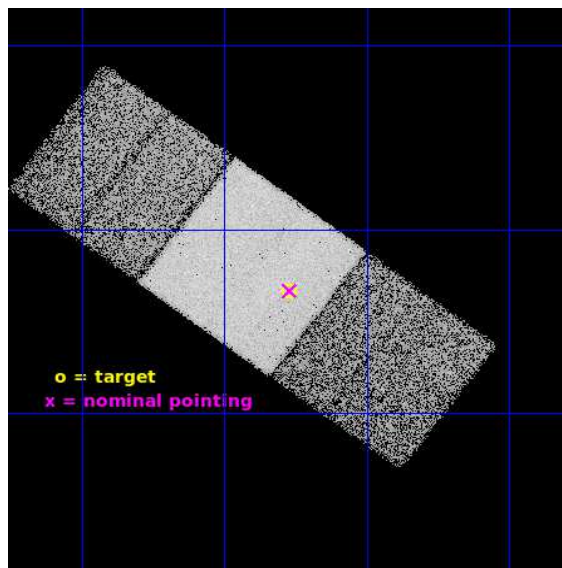 o = target
x = nominal pointing